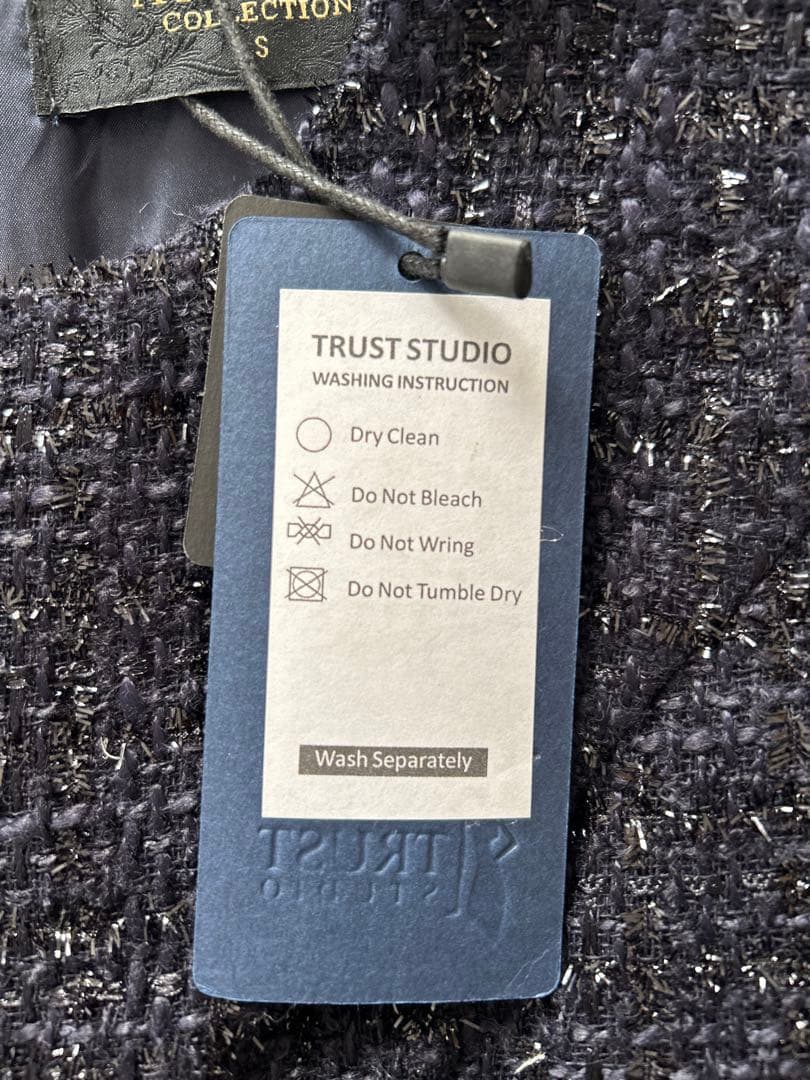 COLLECTION
S
TRUST STUDIO
WASHING INSTRUCTION
Dry Clean
Do Not Bleach
Do Not Wring
Do Not Tumble Dry
Wash Separately
TRUST
STUDIO